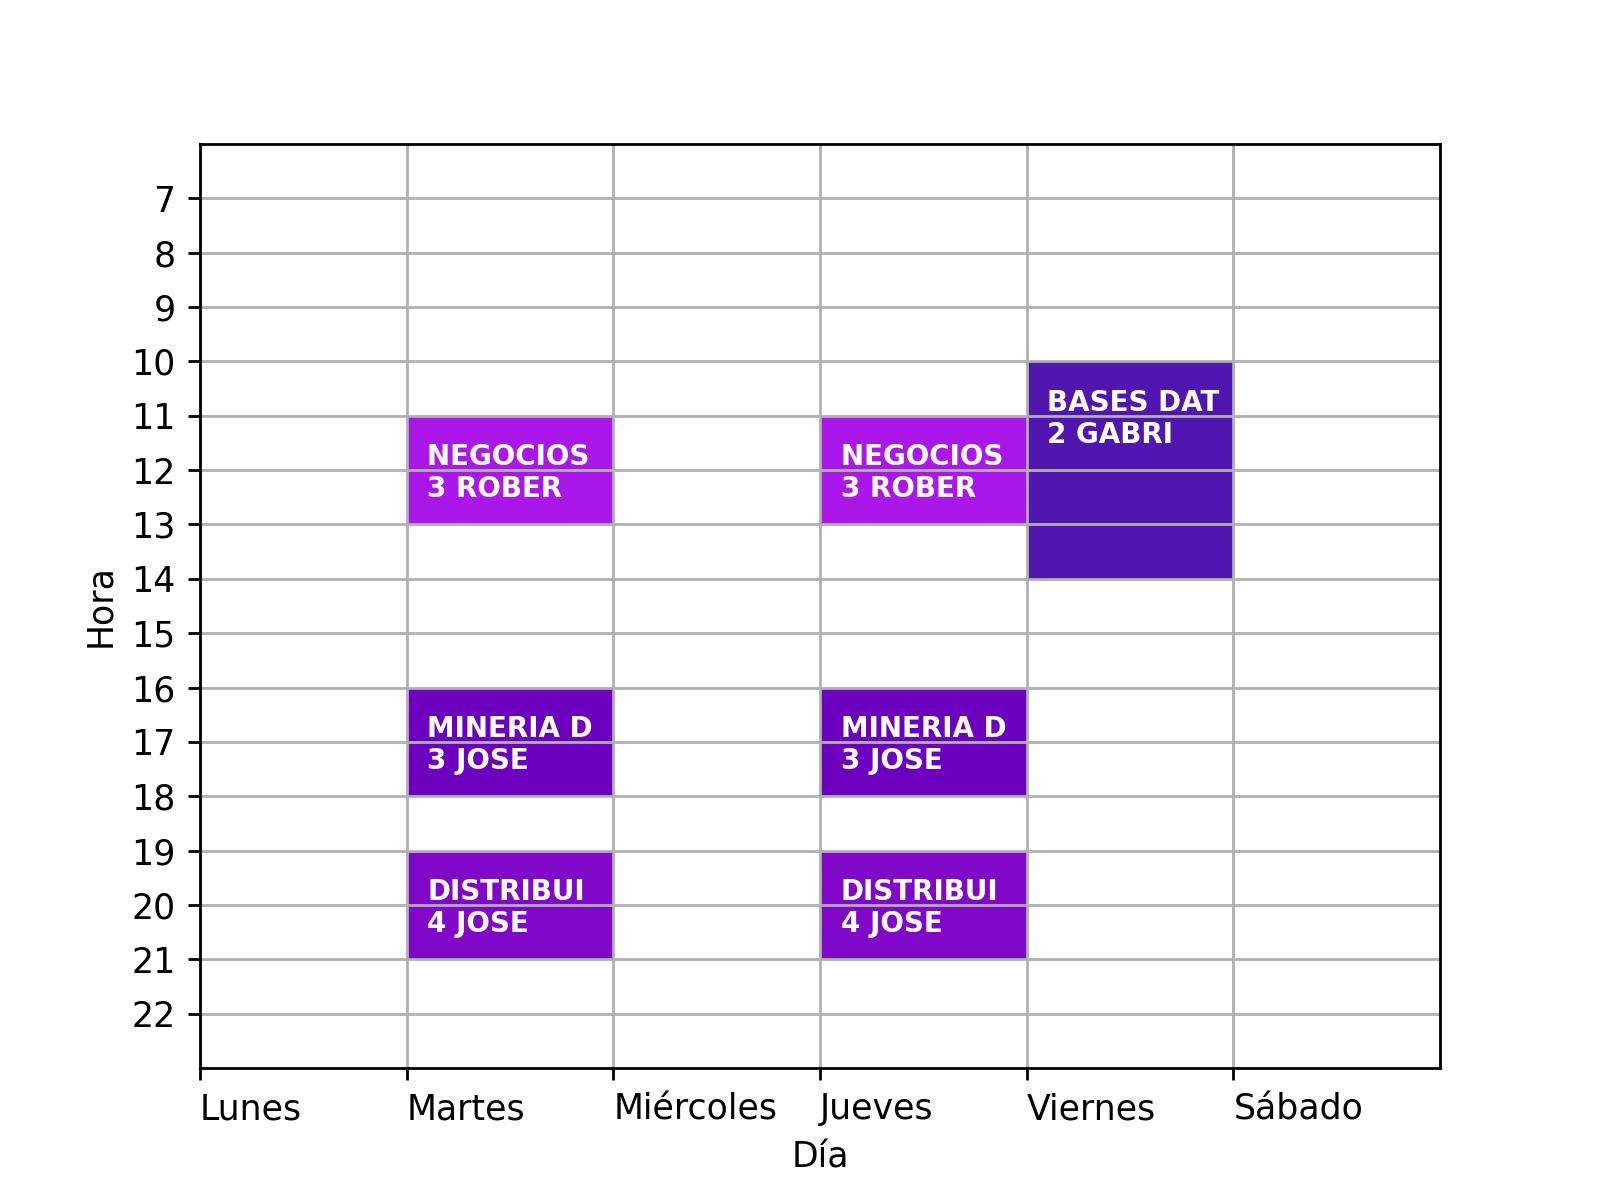 7
8
9
10
BASES DAT
11
2 GABRI
NEGOCIOS
NEGOCIOS
12
3 ROBER
3 ROBER
13
14
Hora
15
16
MINERIA D
MINERIA D
17
3 JOSE
3 JOSE
18
19
DISTRIBUI
DISTRIBUI
20
4 JOSE
4 JOSE
21
22
Lunes
Martes
Miércoles
Jueves
Viernes
Sábado
Día